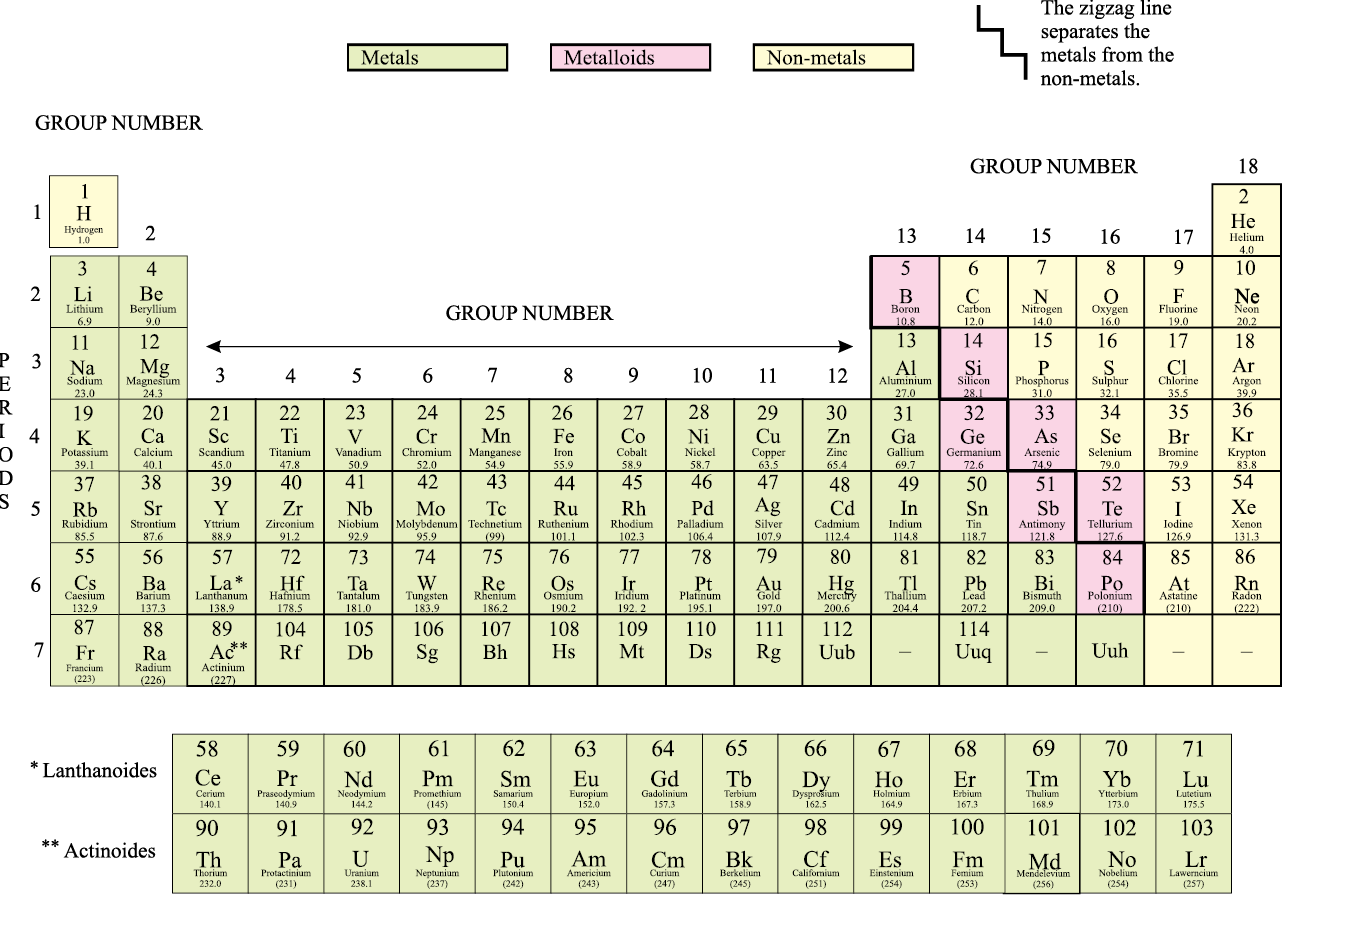 The zigzag line
separates the
metals from the
non-metals.
Metals Metalloids Non-metals
GROUP NUMBER
GROUP NUMBER 18
1 2
1 H He
Hydrogen Helium
1.0 4.0
2 13 14 15 16 17
3 4 5 6 7 8 9 10
2 Li Be B C N O F Ne
Lithium Beryllium Boron Carbon Nitrogen Oxygen Fluorine Neon
6.9 9.0 10.8 12.0 14.0 16.0 19.0 20.2
GROUP NUMBER
11 12 13 14 15 16 17 18
3 Na Mg Al Si P S Cl Ar
Sodium Magnesium Aluminium Silicon Phosphorus Sulphur Chlorine Argon
23.0 24.3 27.0 28.1 31.0 32.1 35.5 39.9
3 4 5 6 7 8 9 10 11 12
PERIODS
19 20 21 22 23 24 25 26 27 28 29 30 31 32 33 34 35 36
4 K Ca Sc Ti V Cr Mn Fe Co Ni Cu Zn Ga Ge As Se Br Kr
Potassium Calcium Scandium Titanium Vanadium Chromium Manganese Iron Cobalt Nickel Copper Zinc Gallium Germanium Arsenic Selenium Bromine Krypton
39.1 40.1 45.0 47.8 50.9 52.0 54.9 55.9 58.9 58.7 63.5 65.4 69.7 72.6 74.9 79.0 79.9 83.8
37 38 39 40 41 42 43 44 45 46 47 48 49 50 51 52 53 54
5 Rb Sr Y Zr Nb Mo Tc Ru Rh Pd Ag Cd In Sn Sb Te I Xe
Rubidium Strontium Yttrium Zirconium Niobium Molybdenum Technetium Ruthenium Rhodium Palladium Silver Cadmium Indium Tin Antimony Tellurium Iodine Xenon
85.5 87.6 88.9 91.2 92.9 95.9 (99) 101.1 102.3 106.4 107.9 112.4 114.8 118.7 121.8 127.6 126.9 131.3
55 56 57 72 73 74 75 76 77 78 79 80 81 82 83 84 85 86
6 Cs Ba La* Hf Ta W Re Os Ir Pt Au Hg Tl Pb Bi Po At Rn
Caesium Barium Lanthanum Hafnium Tantalum Tungsten Rhenium Osmium Iridium Platinum Gold Mercury Thallium Lead Bismuth Polonium Astatine Radon
132.9 137.3 138.9 178.5 181.0 183.9 186.2 190.2 192. 2 195.1 197.0 200.6 204.4 207.2 209.0 (210) (210) (222)
87 88 89 104 105 106 107 108 109 110 111 112 114
7 Fr Ra Ac** Rf Db Sg Bh Hs Mt Ds Rg Uub – Uuq – Uuh – –
Francium Radium Actinium
(223) (226) (227)
58 59 60 61 62 63 64 65 66 67 68 69 70 71
* Lanthanoides Ce Pr Nd Pm Sm Eu Gd Tb Dy Ho Er Tm Yb Lu
Cerium Praseodymium Neodymium Promethium Samarium Europium Gadolinium Terbium Dysprosium Holmium Erbium Thulium Ytterbium Lutetium
140.1 140.9 144.2 (145) 150.4 152.0 157.3 158.9 162.5 164.9 167.3 168.9 173.0 175.5
90 91 92 93 94 95 96 97 98 99 100 101 102 103
** Actinoides Th Pa U Np Pu Am Cm Bk Cf Es Fm Md No Lr
Thorium Protactinium Uranium Neptunium Plutonium Americium Curium Berkelium Californium Einstenium Femium Mendelevium Nobelium Lawerncium
232.0 (231) 238.1 (237) (242) (243) (247) (245) (251) (254) (253) (256) (254) (257)